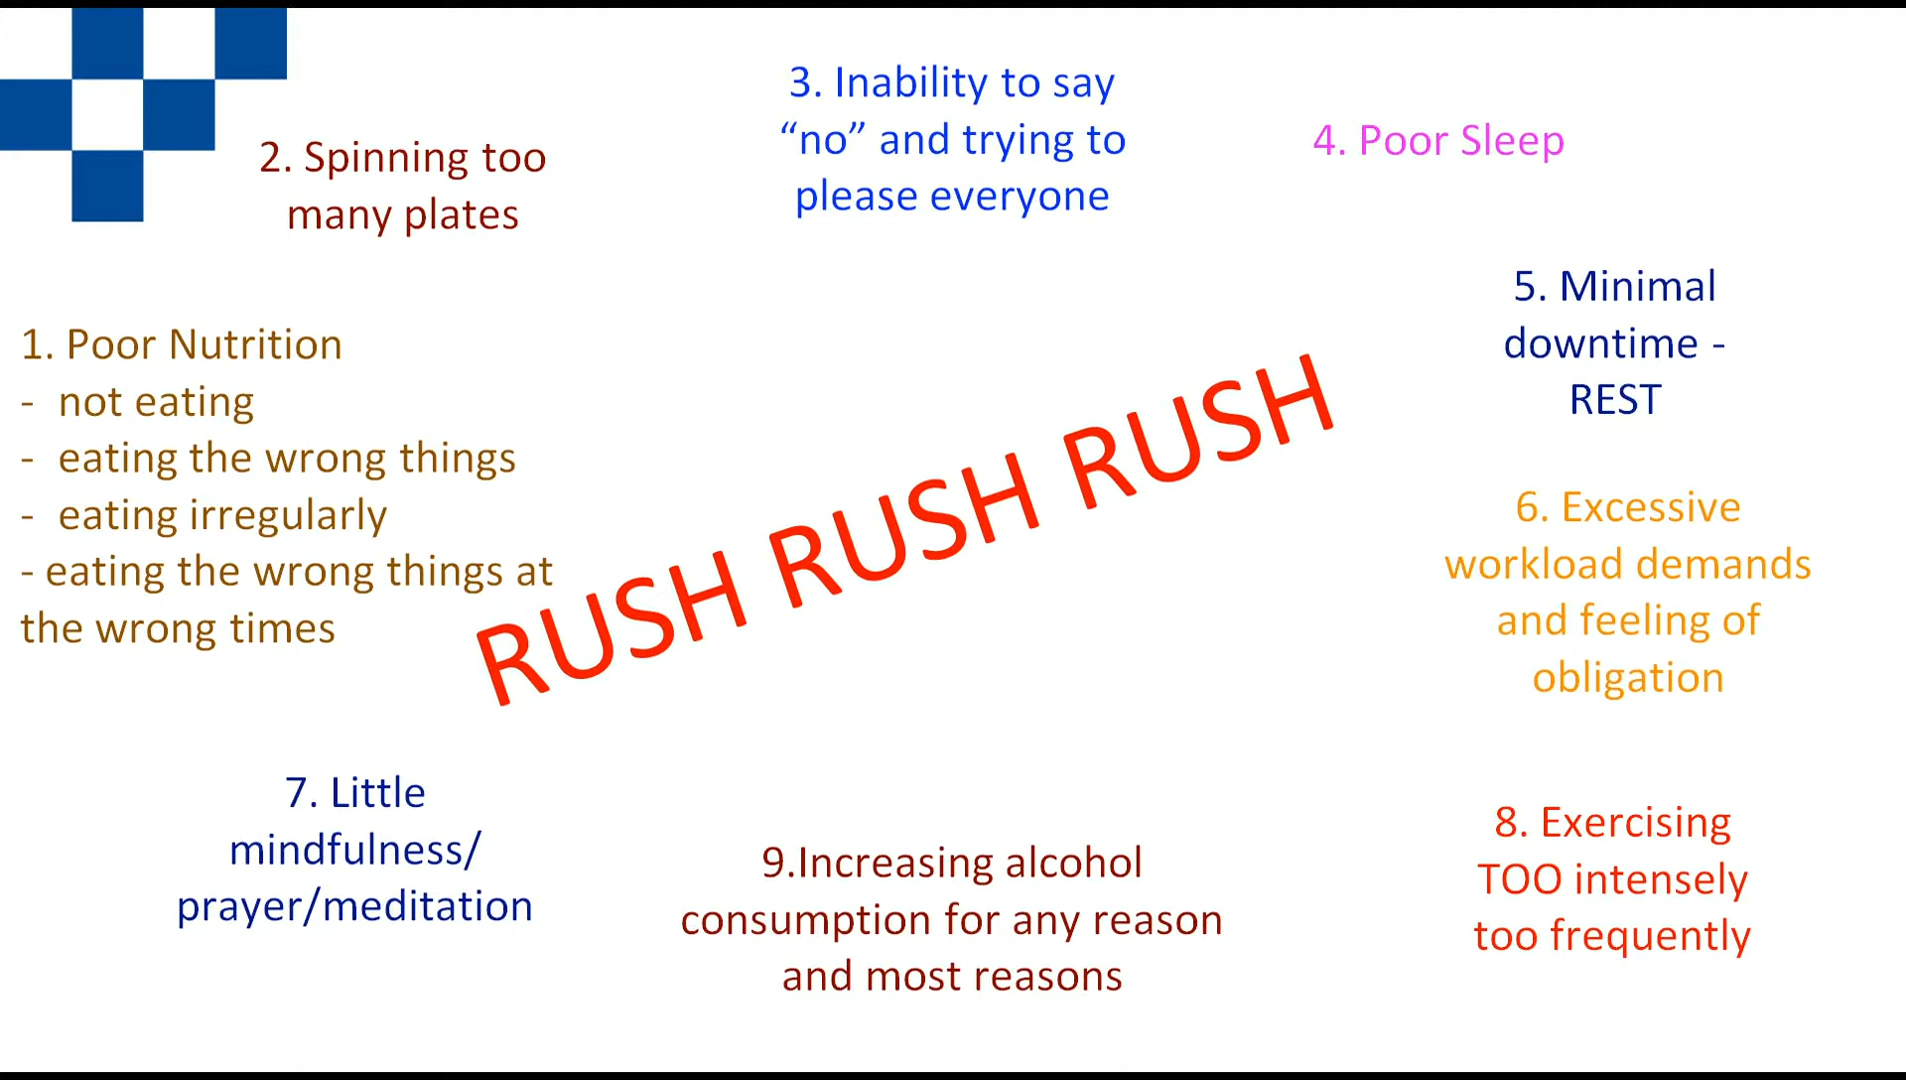 1. Poor Nutrition
- not eating
- eating the wrong things
- eating irregularly
- eating the wrong things at
the wrong times
2. Spinning too
many plates
3. Inability to say
“no” and trying to
please everyone
4. Poor Sleep
5. Minimal
downtime -
REST
6. Excessive
workload demands
and feeling of
obligation
RUSH RUSH RUSH
7. Little
mindfulness/
prayer/meditation
8. Exercising
TOO intensely
too frequently
9.Increasing alcohol
consumption for any reason
and most reasons